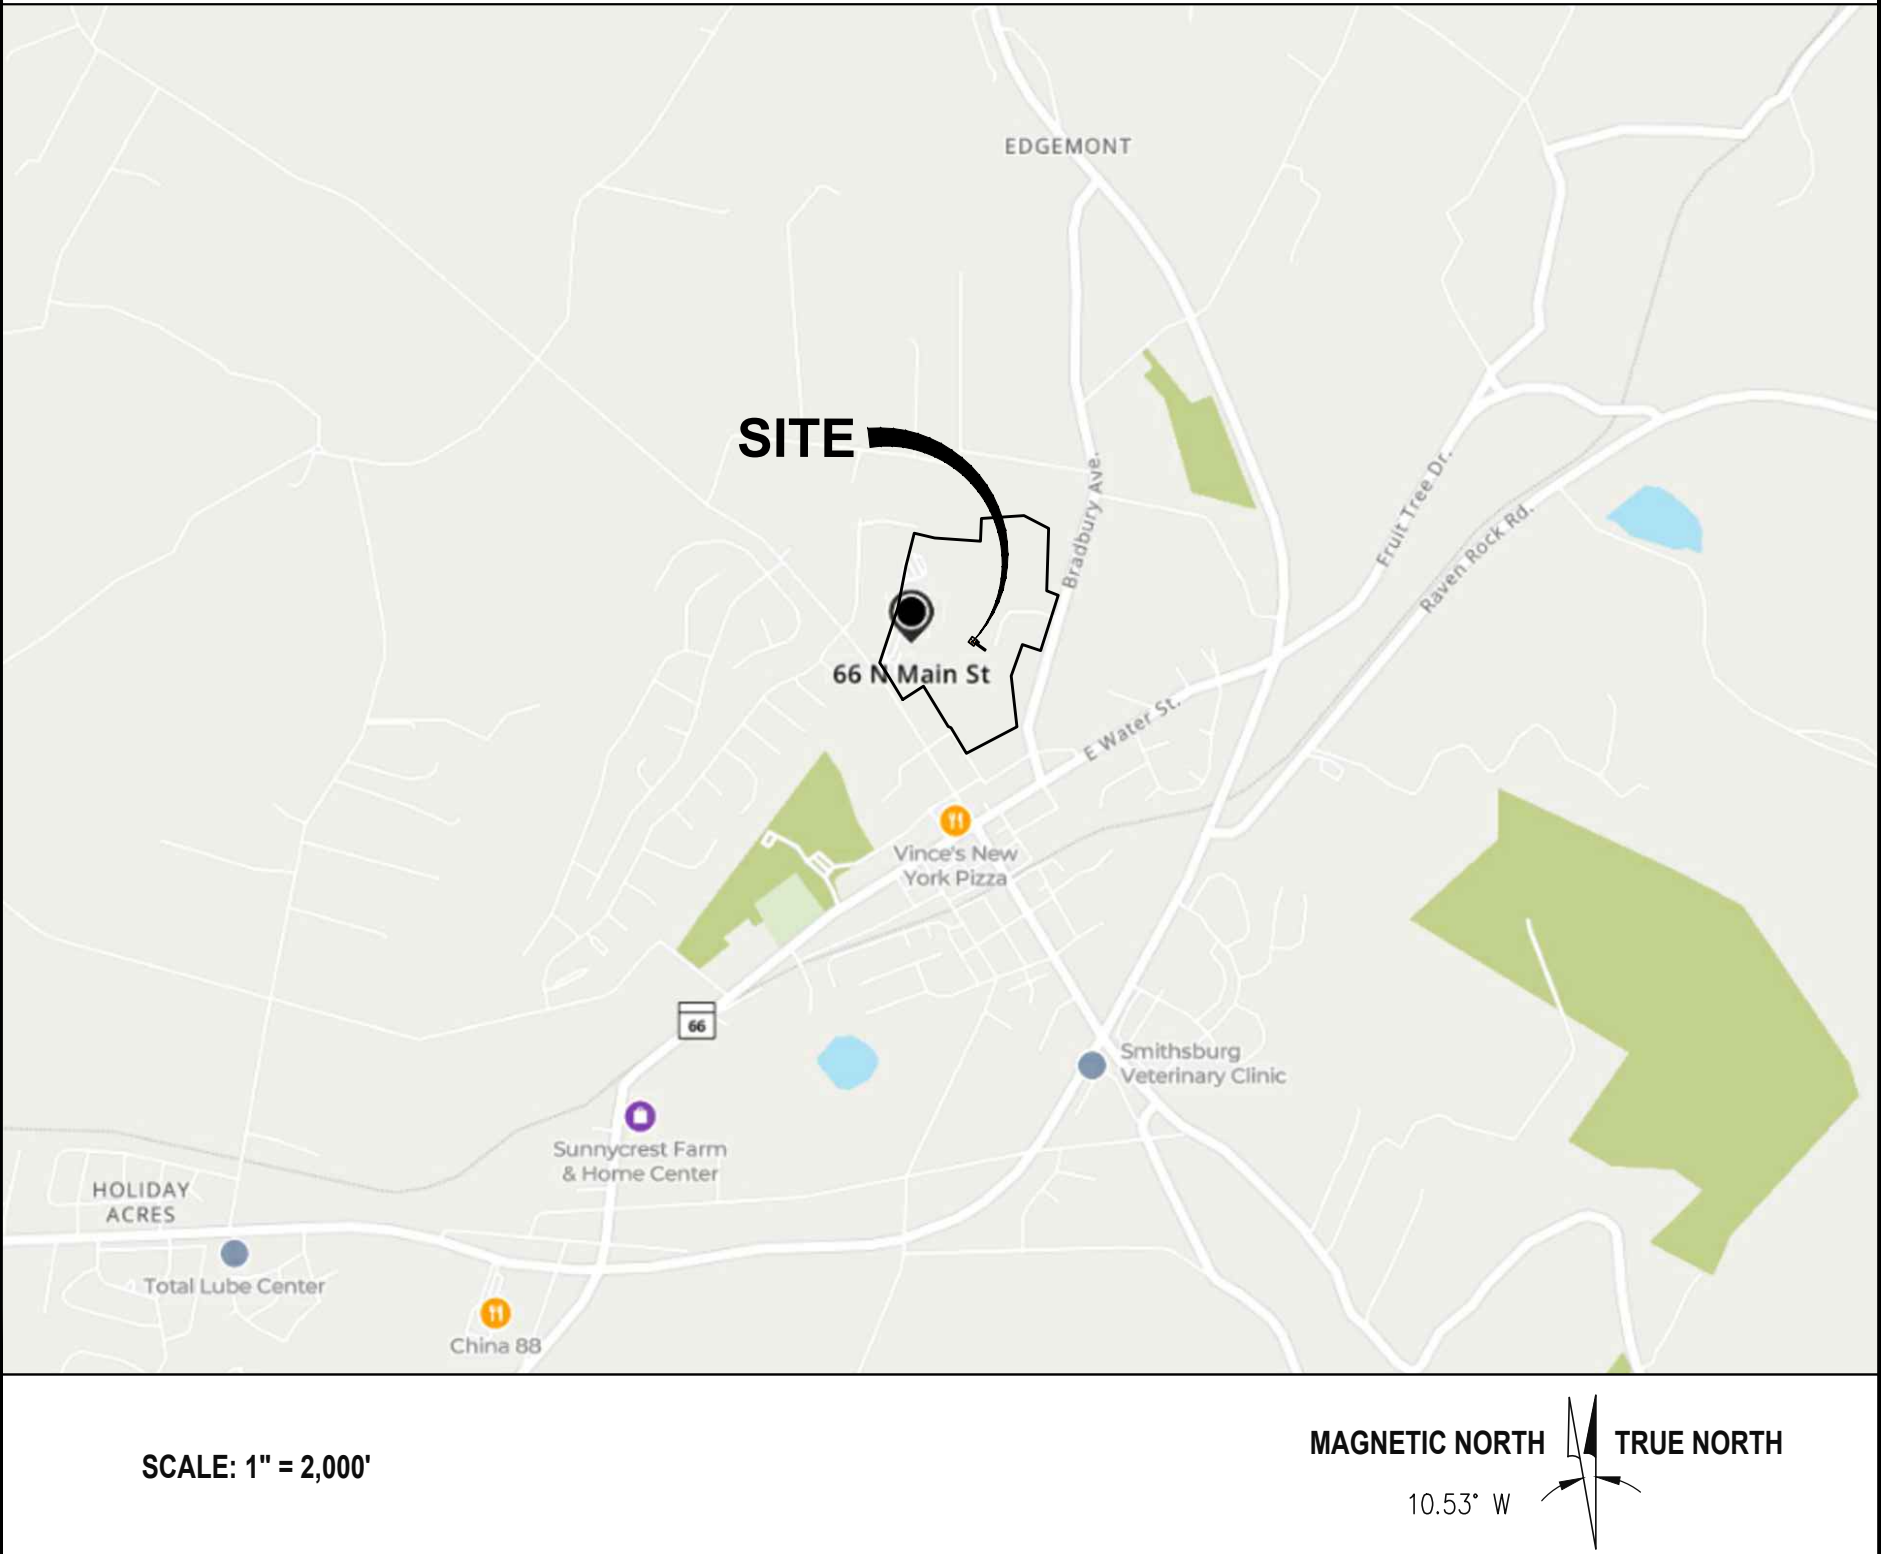 EDGEMONT
SITE
Bradbury Ave.
Fruit Tree Dr.
Raven Rock Rd.
66 N Main St
E Water St.
Vince's New
York Pizza
66
Smithsburg
Veterinary Clinic
Sunnycrest Farm
& Home Center
HOLIDAY
ACRES
Total Lube Center
China 88
SCALE: 1" = 2,000'
MAGNETIC NORTH
TRUE NORTH
10.53° W